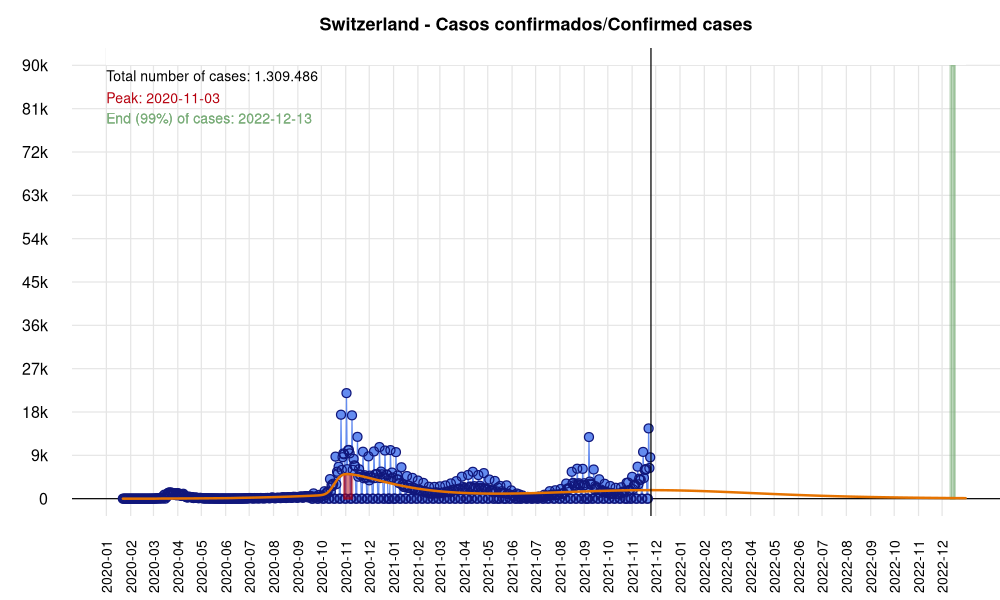 Switzerland - Casos confirmados/Confirmed cases
Total number of cases: 1.309.486
Peak: 2020-11-03
End (99%) of cases: 2022-12-13
90k
81k
72k
63k
54k
45k
36k
27k
18k
9k
0
2020-01
2020-02
2020-03
2020-04
2020-05
2020-06
2020-07
2020-08
2020-09
2020-10
2020-11
2020-12
2021-01
2021-02
2021-03
2021-04
2021-05
2021-06
2021-07
2021-08
2021-09
2021-10
2021-11
2021-12
2022-01
2022-02
2022-03
2022-04
2022-05
2022-06
2022-07
2022-08
2022-09
2022-10
2022-11
2022-12